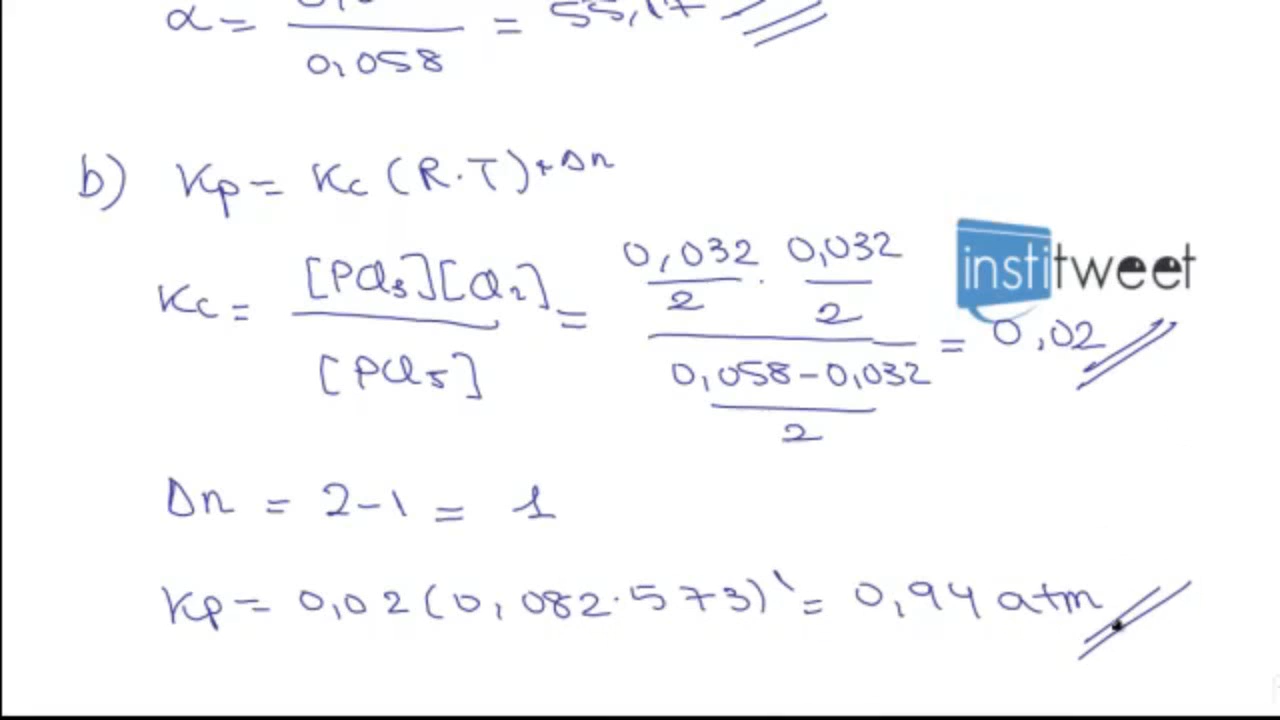 α = 0,058 = 55,17
b) Kp = Kc (R.T)^+Δn
institweet
Kc = [PCl3][Cl2] / [PCl5] = 0,032/2 · 0,032/2 / 0,058-0,032/2 = 0,02
Δn = 2-1 = 1
Kp = 0,02 (0,082·573)^1 = 0,94 atm